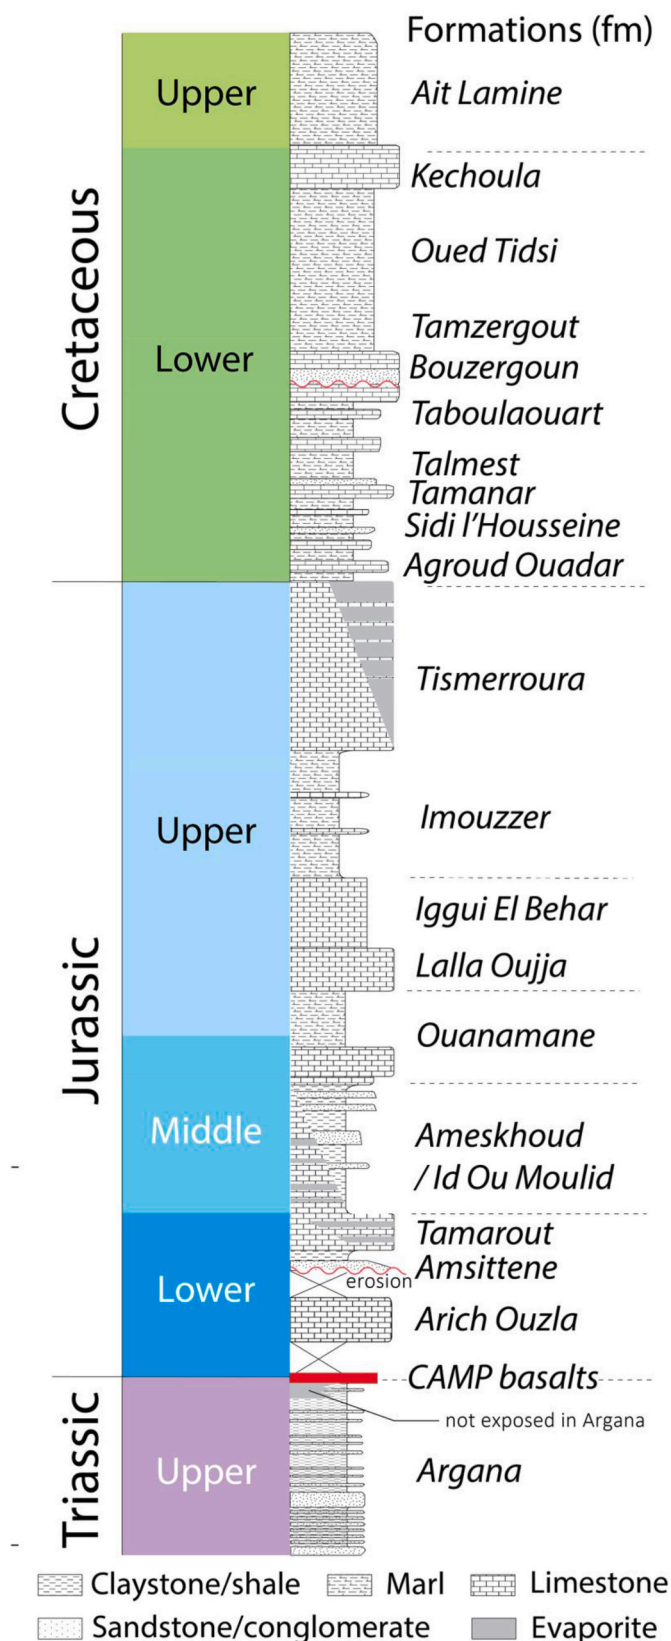 Formations (fm)
Upper
Ait Lamine
Cretaceous
Kechoula
Oued Tidsi
Tamzergout
Lower
Bouzergoun
Taboulaouart
Talmest
Tamanar
Sidi l'Housseine
Agroud Ouadar
Jurassic
Tismerroura
Upper
Imouzzer
Iggui El Behar
Lalla Oujja
Ouanamane
Middle
Ameskhoud
/ Id Ou Moulid
Tamarout
Amsittene
erosion
Lower
Arich Ouzla
CAMP basalts
not exposed in Argana
Triassic
Upper
Argana
Claystone/shale
Marl
Limestone
Sandstone/conglomerate
Evaporite